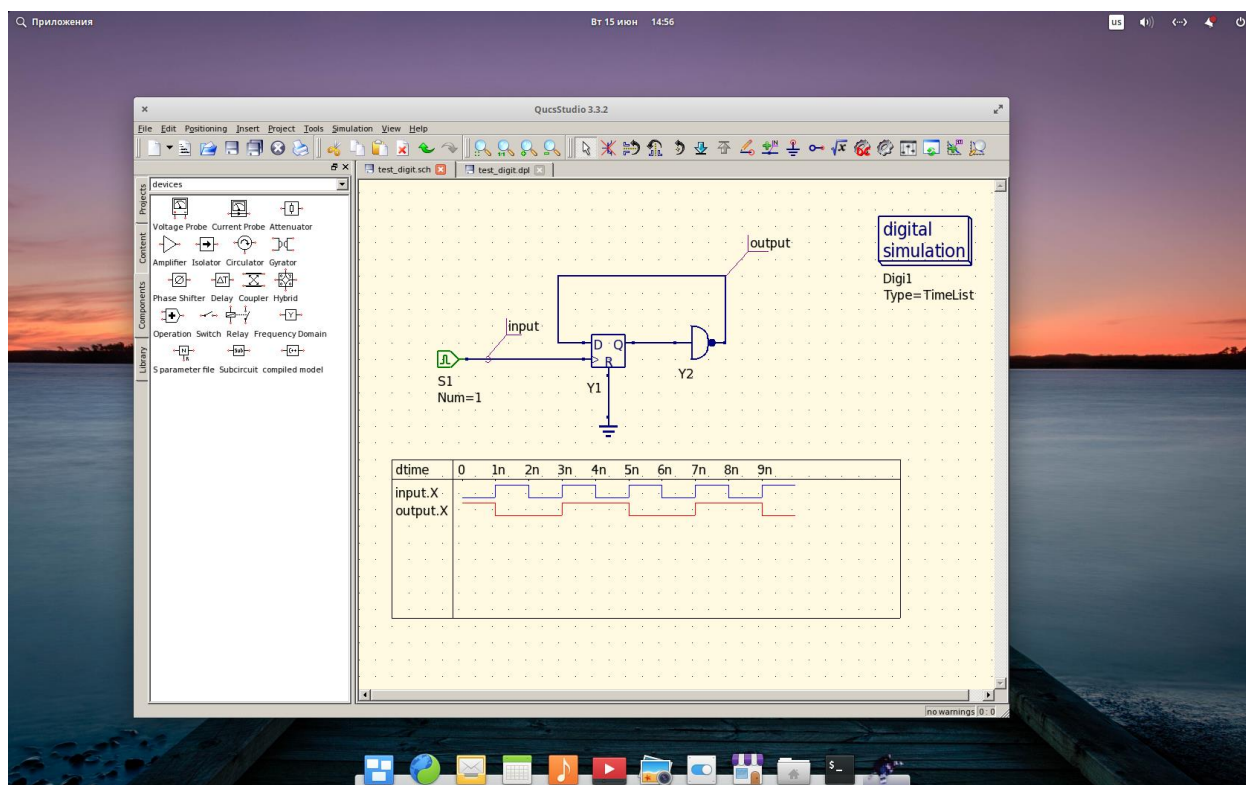 Приложения
Вт 15 июн 14:56
us
QucsStudio 3.3.2
File Edit Positioning Insert Project Tools Simulation View Help
test_digit.sch test_digit.dpl
Projects
Content
Components
Library
devices
Voltage Probe Current Probe Attenuator
Amplifier Isolator Circulator Gyrator
Phase Shifter Delay Coupler Hybrid
Operation Switch Relay Frequency Domain
S parameter file Subcircuit compiled model
digital
simulation
Digi1
Type=TimeList
output
input
D Q
R
S1
Num=1
Y1
Y2
dtime 0 1n 2n 3n 4n 5n 6n 7n 8n 9n
input.X
output.X
no warnings 0 : 0